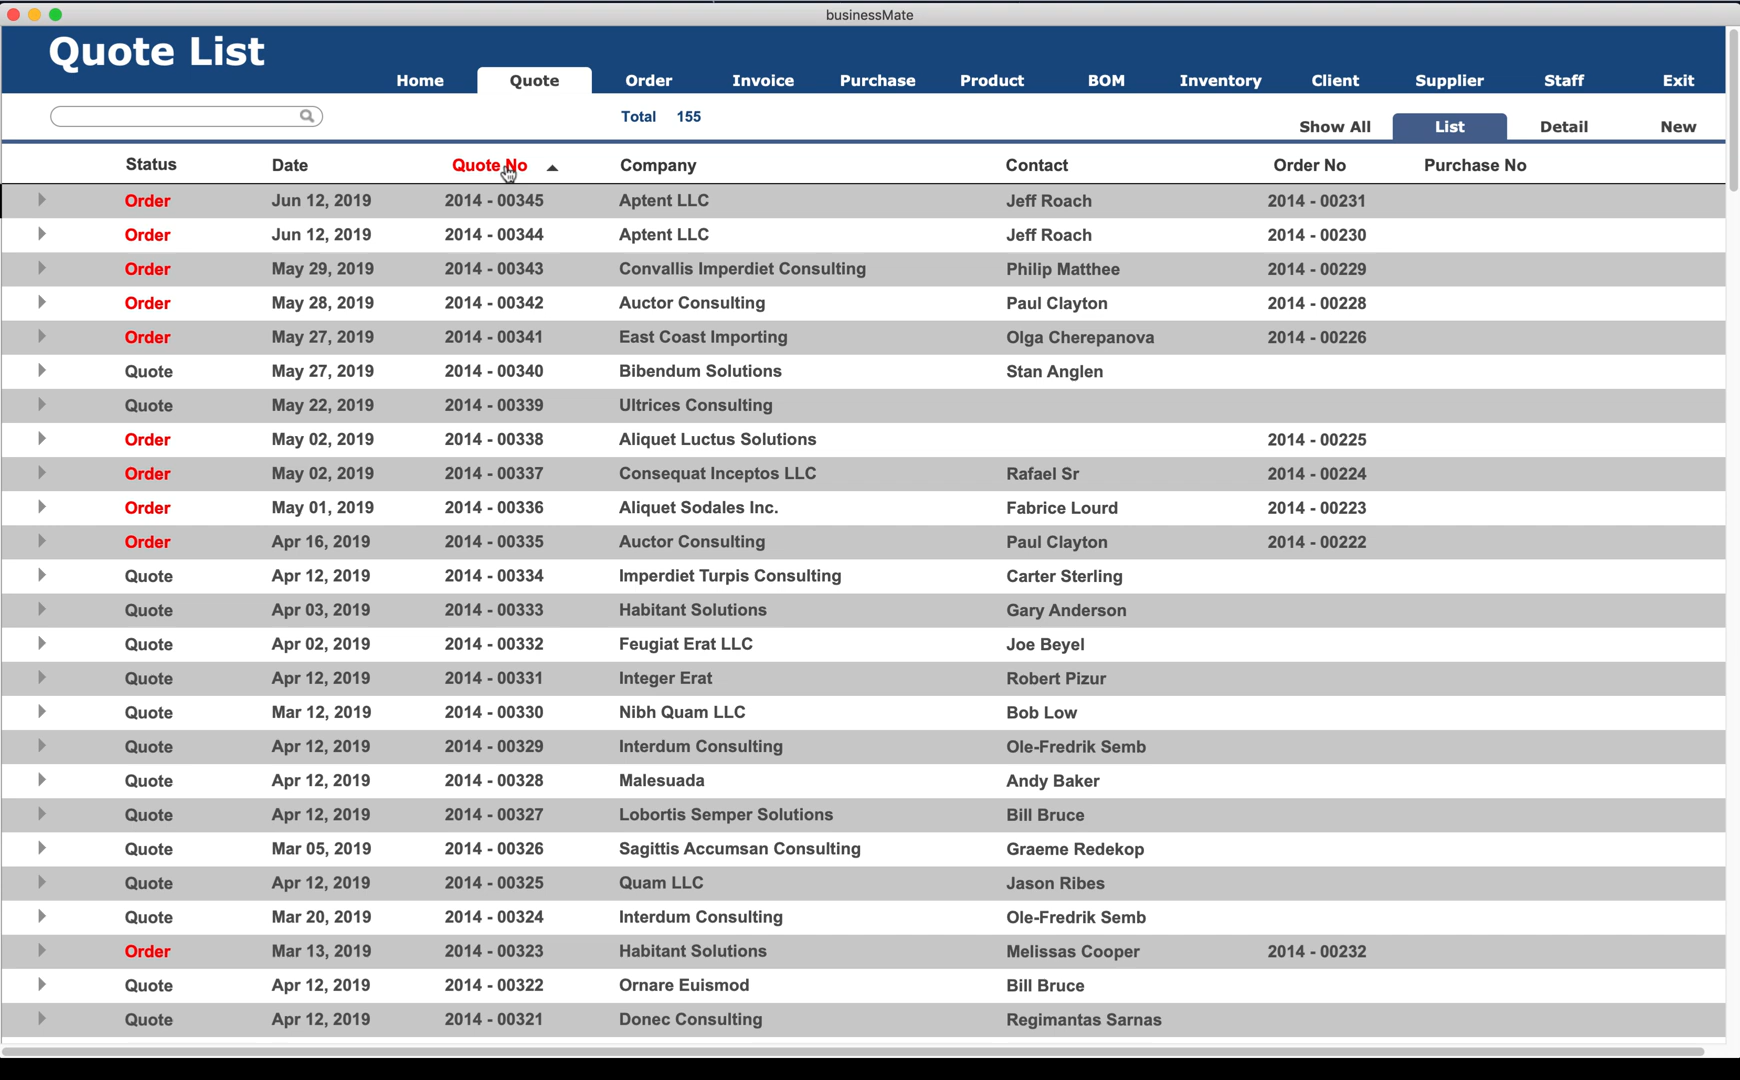 businessMate
Quote List
Home Quote Order Invoice Purchase Product BOM Inventory Client Supplier Staff Exit
Total 155
Show All List Detail New
Status Date Quote No Company Contact Order No Purchase No
Order Jun 12, 2019 2014 - 00345 Aptent LLC Jeff Roach 2014 - 00231
Order Jun 12, 2019 2014 - 00344 Aptent LLC Jeff Roach 2014 - 00230
Order May 29, 2019 2014 - 00343 Convallis Imperdiet Consulting Philip Matthee 2014 - 00229
Order May 28, 2019 2014 - 00342 Auctor Consulting Paul Clayton 2014 - 00228
Order May 27, 2019 2014 - 00341 East Coast Importing Olga Cherepanova 2014 - 00226
Quote May 27, 2019 2014 - 00340 Bibendum Solutions Stan Anglen
Quote May 22, 2019 2014 - 00339 Ultrices Consulting
Order May 02, 2019 2014 - 00338 Aliquet Luctus Solutions 2014 - 00225
Order May 02, 2019 2014 - 00337 Consequat Inceptos LLC Rafael Sr 2014 - 00224
Order May 01, 2019 2014 - 00336 Aliquet Sodales Inc. Fabrice Lourd 2014 - 00223
Order Apr 16, 2019 2014 - 00335 Auctor Consulting Paul Clayton 2014 - 00222
Quote Apr 12, 2019 2014 - 00334 Imperdiet Turpis Consulting Carter Sterling
Quote Apr 03, 2019 2014 - 00333 Habitant Solutions Gary Anderson
Quote Apr 02, 2019 2014 - 00332 Feugiat Erat LLC Joe Beyel
Quote Apr 12, 2019 2014 - 00331 Integer Erat Robert Pizur
Quote Mar 12, 2019 2014 - 00330 Nibh Quam LLC Bob Low
Quote Apr 12, 2019 2014 - 00329 Interdum Consulting Ole-Fredrik Semb
Quote Apr 12, 2019 2014 - 00328 Malesuada Andy Baker
Quote Apr 12, 2019 2014 - 00327 Lobortis Semper Solutions Bill Bruce
Quote Mar 05, 2019 2014 - 00326 Sagittis Accumsan Consulting Graeme Redekop
Quote Apr 12, 2019 2014 - 00325 Quam LLC Jason Ribes
Quote Mar 20, 2019 2014 - 00324 Interdum Consulting Ole-Fredrik Semb
Order Mar 13, 2019 2014 - 00323 Habitant Solutions Melissas Cooper 2014 - 00232
Quote Apr 12, 2019 2014 - 00322 Ornare Euismod Bill Bruce
Quote Apr 12, 2019 2014 - 00321 Donec Consulting Regimantas Sarnas